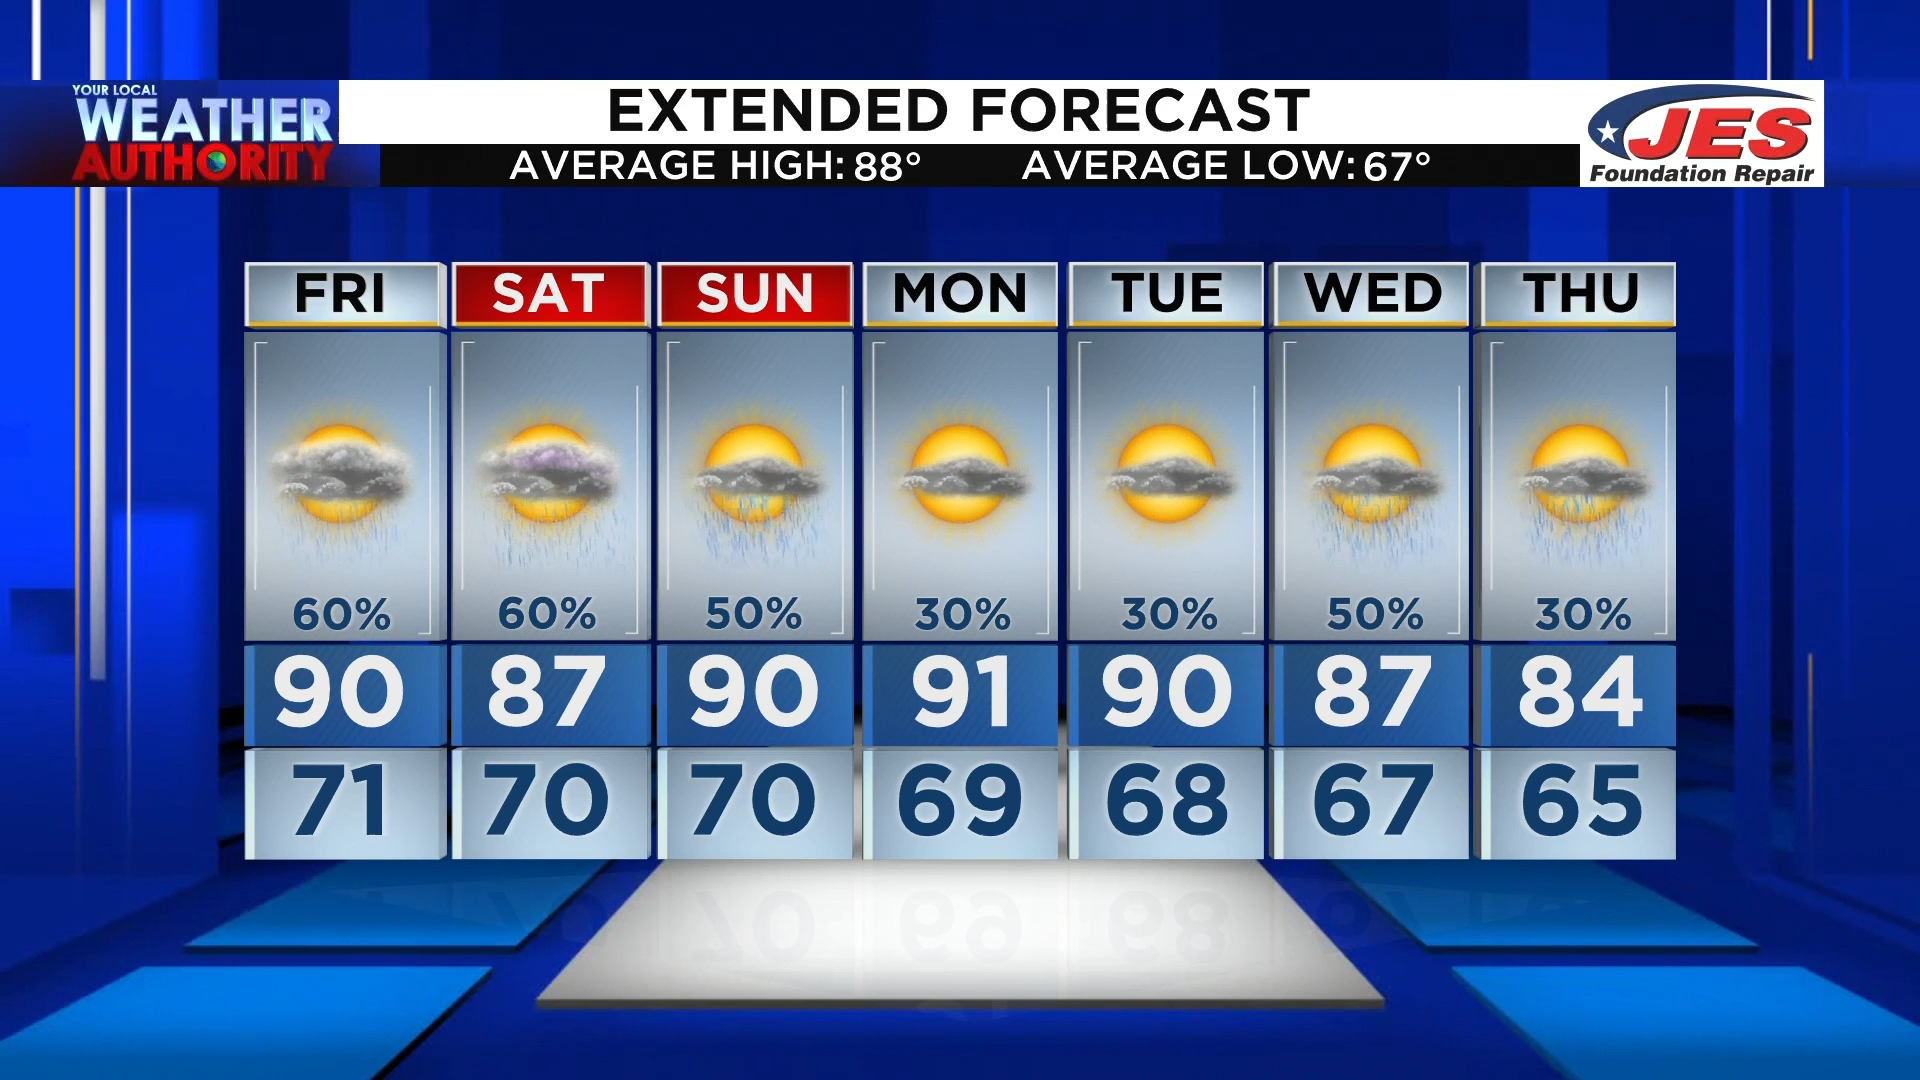 YOUR LOCAL
WEATHER
AUTHORITY
EXTENDED FORECAST
AVERAGE HIGH: 88° AVERAGE LOW: 67°
JES
Foundation Repair
FRI SAT SUN MON TUE WED THU
60% 60% 50% 30% 30% 50% 30%
90 87 90 91 90 87 84
71 70 70 69 68 67 65